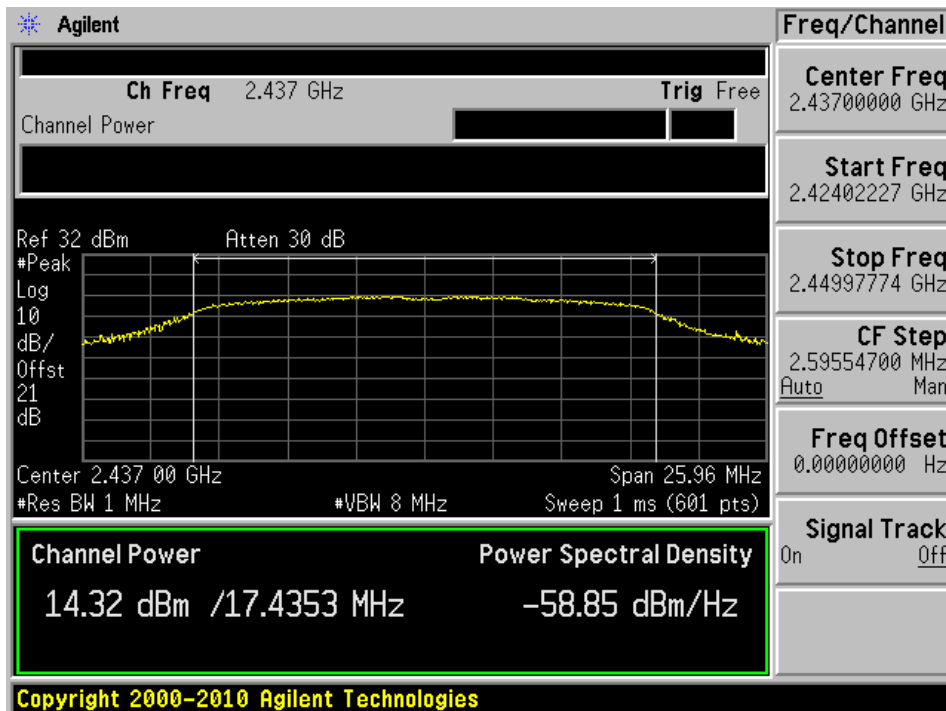 Agilent
Freq/Channel
Ch Freq 2.437 GHz Trig Free
Channel Power
Ref 32 dBm Atten 30 dB
#Peak
Log
10
dB/
Offst
21
dB
Center 2.437 00 GHz Span 25.96 MHz
#Res BW 1 MHz #VBW 8 MHz Sweep 1 ms (601 pts)
Channel Power Power Spectral Density
14.32 dBm /17.4353 MHz -58.85 dBm/Hz
Copyright 2000-2010 Agilent Technologies
Center Freq
2.43700000 GHz
Start Freq
2.42402227 GHz
Stop Freq
2.44997774 GHz
CF Step
2.59554700 MHz
Auto Man
Freq Offset
0.00000000 Hz
Signal Track
On Off